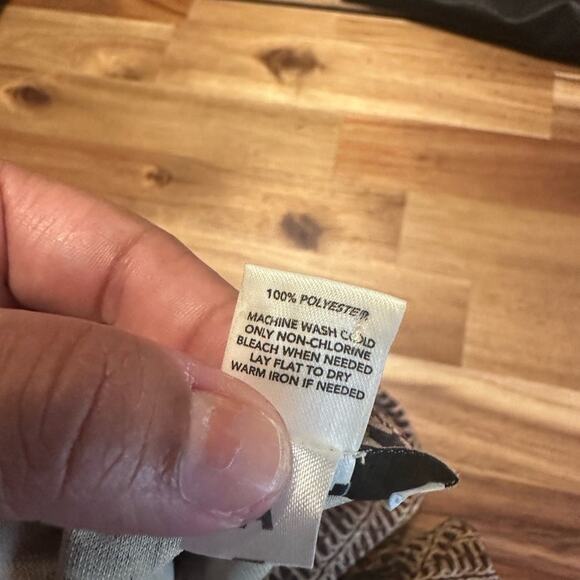 100% POLYESTER
MACHINE WASH COLD
ONLY NON-CHLORINE
BLEACH WHEN NEEDED
LAY FLAT TO DRY
WARM IRON IF NEEDED